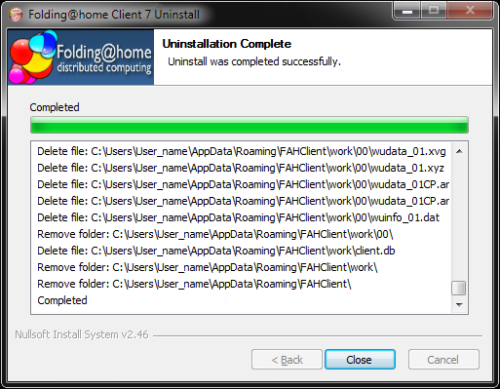 Folding@home Client 7 Uninstall
Folding@home
distributed computing
Uninstallation Complete
Uninstall was completed successfully.
Completed
Delete file: C:\Users\User_name\AppData\Roaming\FAHClient\work\00\wudata_01.xvg
Delete file: C:\Users\User_name\AppData\Roaming\FAHClient\work\00\wudata_01.xyz
Delete file: C:\Users\User_name\AppData\Roaming\FAHClient\work\00\wudata_01CP.ar
Delete file: C:\Users\User_name\AppData\Roaming\FAHClient\work\00\wudata_01CP.ar
Delete file: C:\Users\User_name\AppData\Roaming\FAHClient\work\00\wuinfo_01.dat
Remove folder: C:\Users\User_name\AppData\Roaming\FAHClient\work\00\
Delete file: C:\Users\User_name\AppData\Roaming\FAHClient\work\client.db
Remove folder: C:\Users\User_name\AppData\Roaming\FAHClient\work\
Remove folder: C:\Users\User_name\AppData\Roaming\FAHClient\
Completed
Nullsoft Install System v2.46
< Back
Close
Cancel